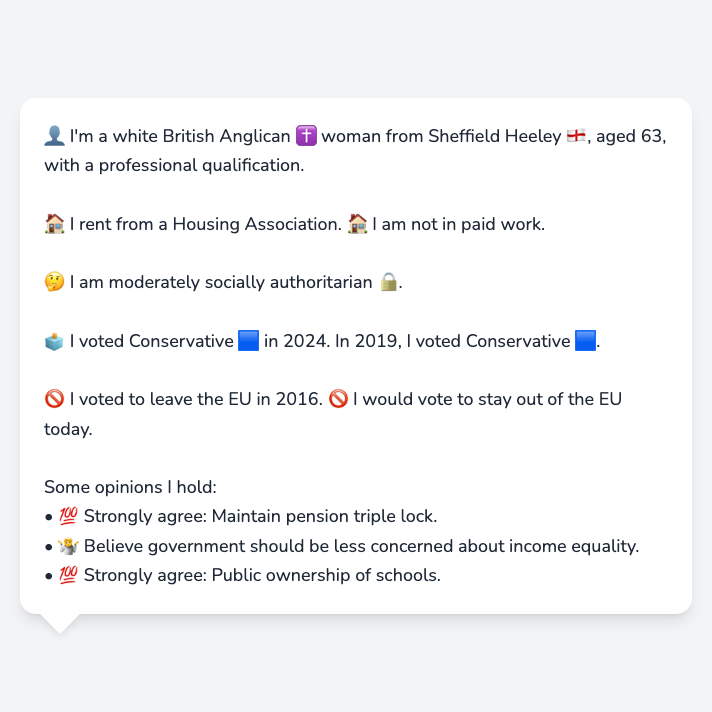 👤 I'm a white British Anglican ✝️ woman from Sheffield Heeley 🏴󠁧󠁢󠁥󠁮󠁧󠁿, aged 63,
with a professional qualification.
🏠 I rent from a Housing Association. 🏠 I am not in paid work.
🤔 I am moderately socially authoritarian 🔒.
🗳️ I voted Conservative 🟦 in 2024. In 2019, I voted Conservative 🟦.
🚫 I voted to leave the EU in 2016. 🚫 I would vote to stay out of the EU
today.
Some opinions I hold:
• 💯 Strongly agree: Maintain pension triple lock.
• 🤷 Believe government should be less concerned about income equality.
• 💯 Strongly agree: Public ownership of schools.